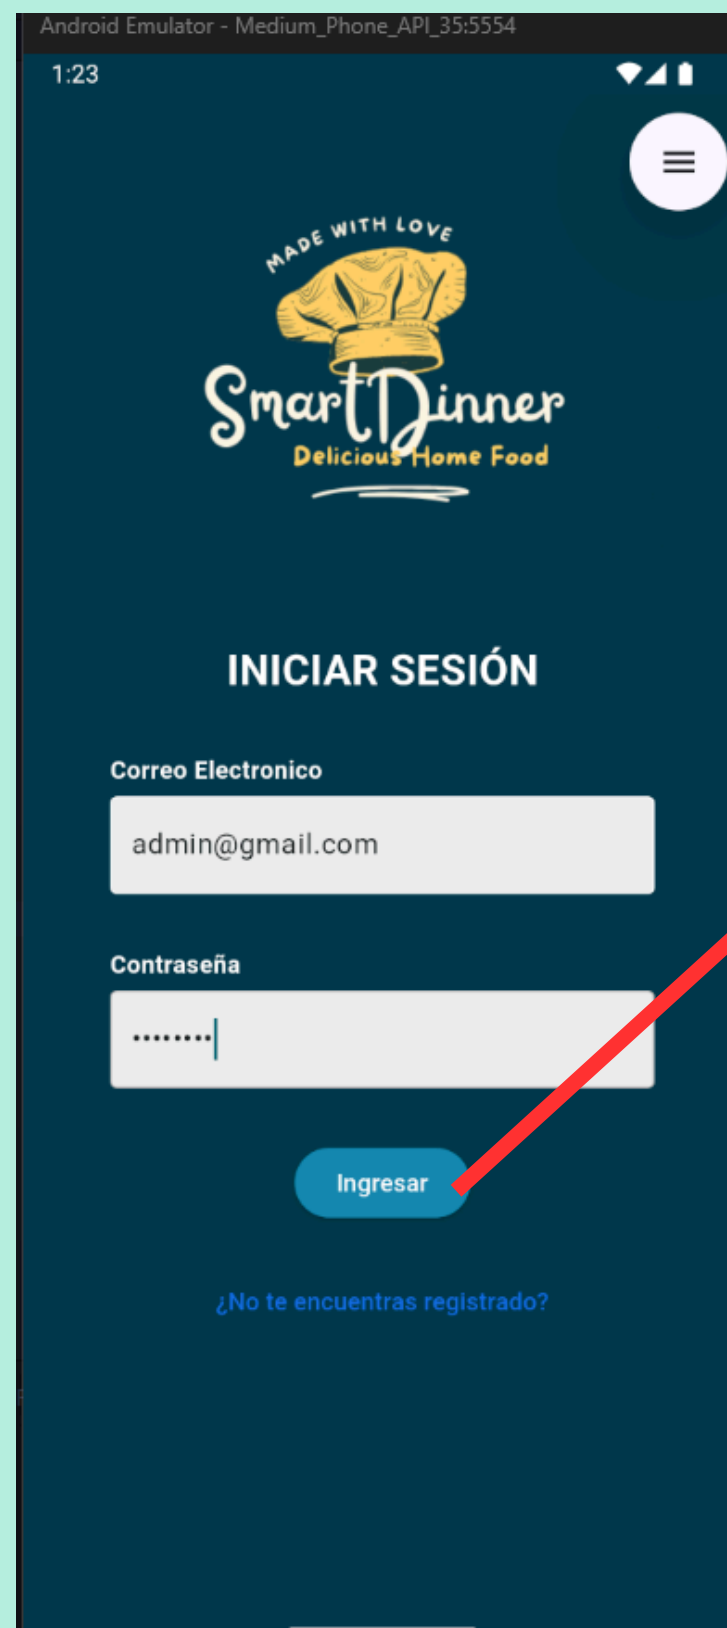 Android Emulator - Medium_Phone_API_35:5554
1:23
MADE WITH LOVE
SmartDinner
Delicious Home Food
INICIAR SESIÓN
Correo Electronico
admin@gmail.com
Contraseña
••••••••
Ingresar
¿No te encuentras registrado?